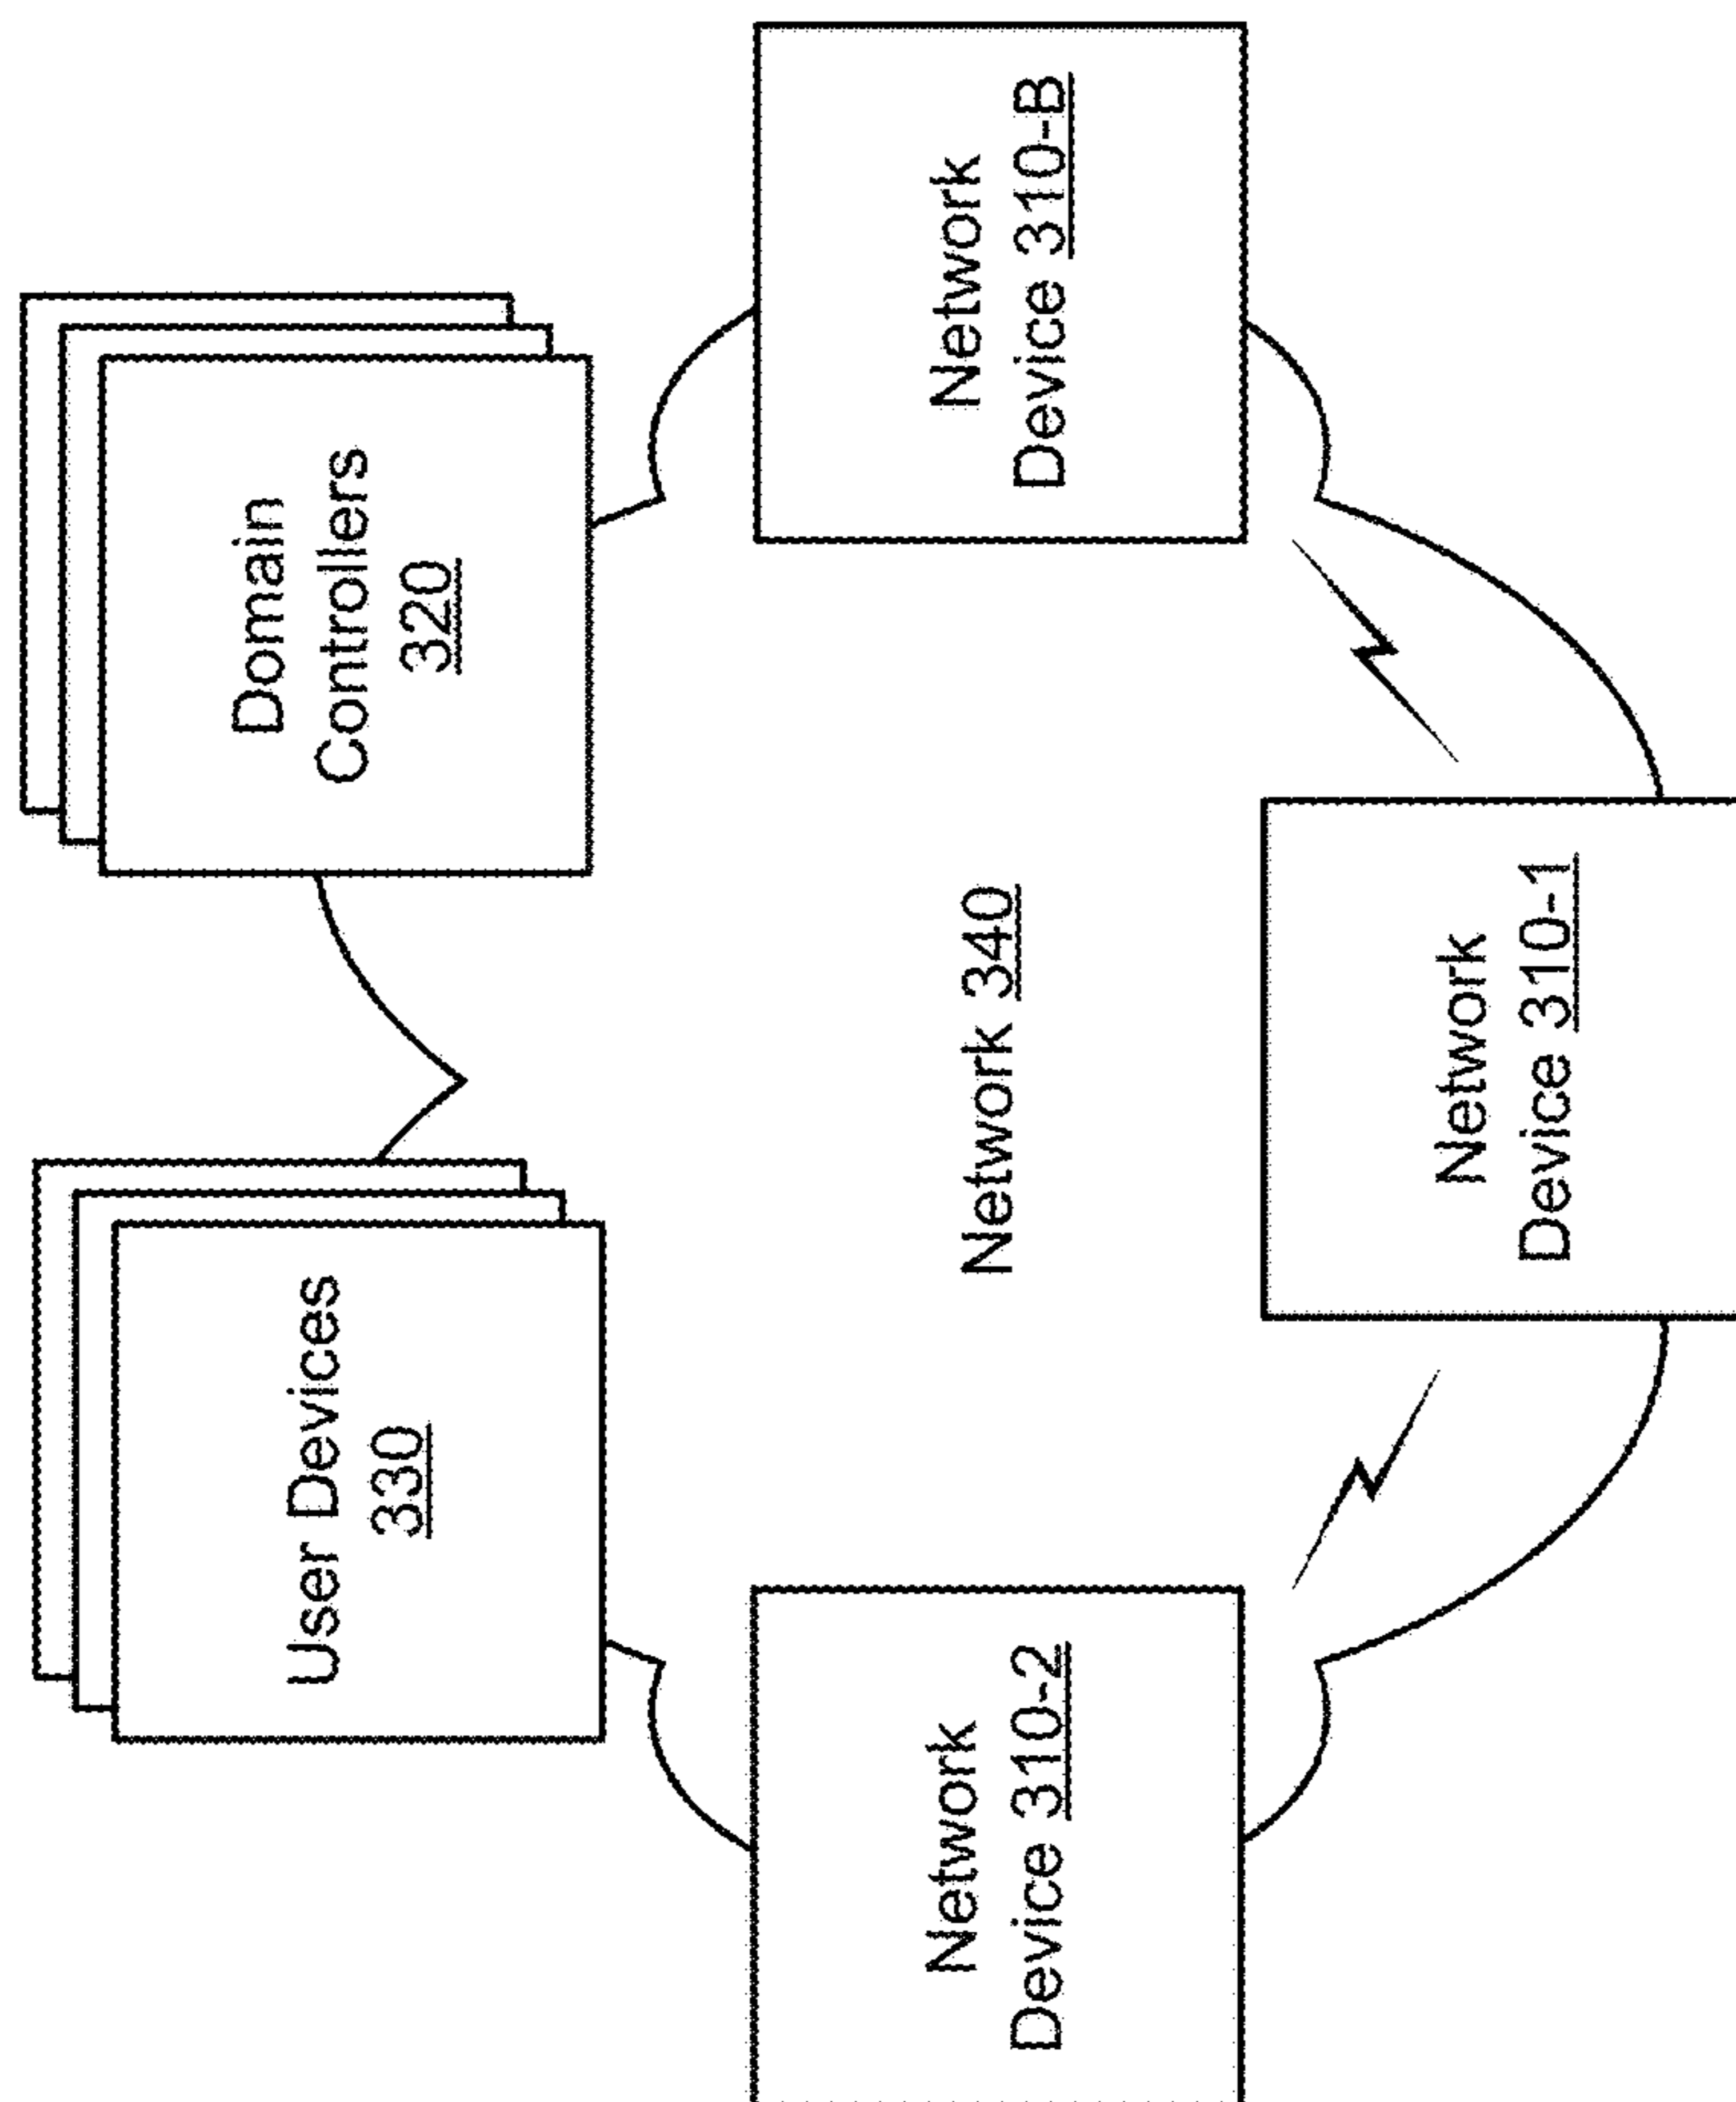 User Devices
330
Domain
Controllers
320
Network
Device 310-2
Network 340
Network
Device 310-B
Network
Device 310-1